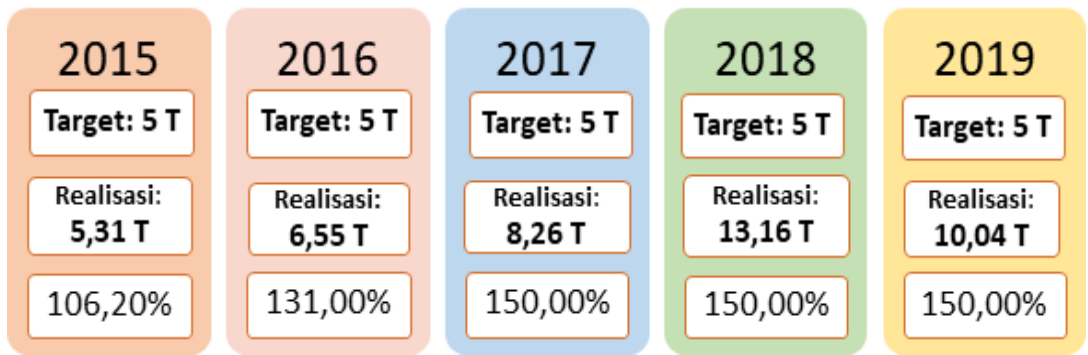 2015
Target: 5 T
Realisasi:
5,31 T
106,20%
2016
Target: 5 T
Realisasi:
6,55 T
131,00%
2017
Target: 5 T
Realisasi:
8,26 T
150,00%
2018
Target: 5 T
Realisasi:
13,16 T
150,00%
2019
Target: 5 T
Realisasi:
10,04 T
150,00%